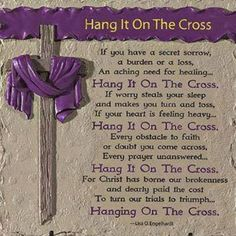 Hang It On The Cross
If you have a secret sorrow,
a burden or a loss,
An aching need for healing...
Hang It On The Cross.
If worry steals your sleep
and makes you turn and toss,
If your heart is feeling heavy...
Hang It On The Cross.
Every obstacle to faith
or doubt you come across,
Every prayer unanswered...
Hang It On The Cross.
For Christ has borne our brokenness
and dearly paid the cost
To turn our trials to triumph...
Hanging On The Cross.
—Lisa O. Engelhardt